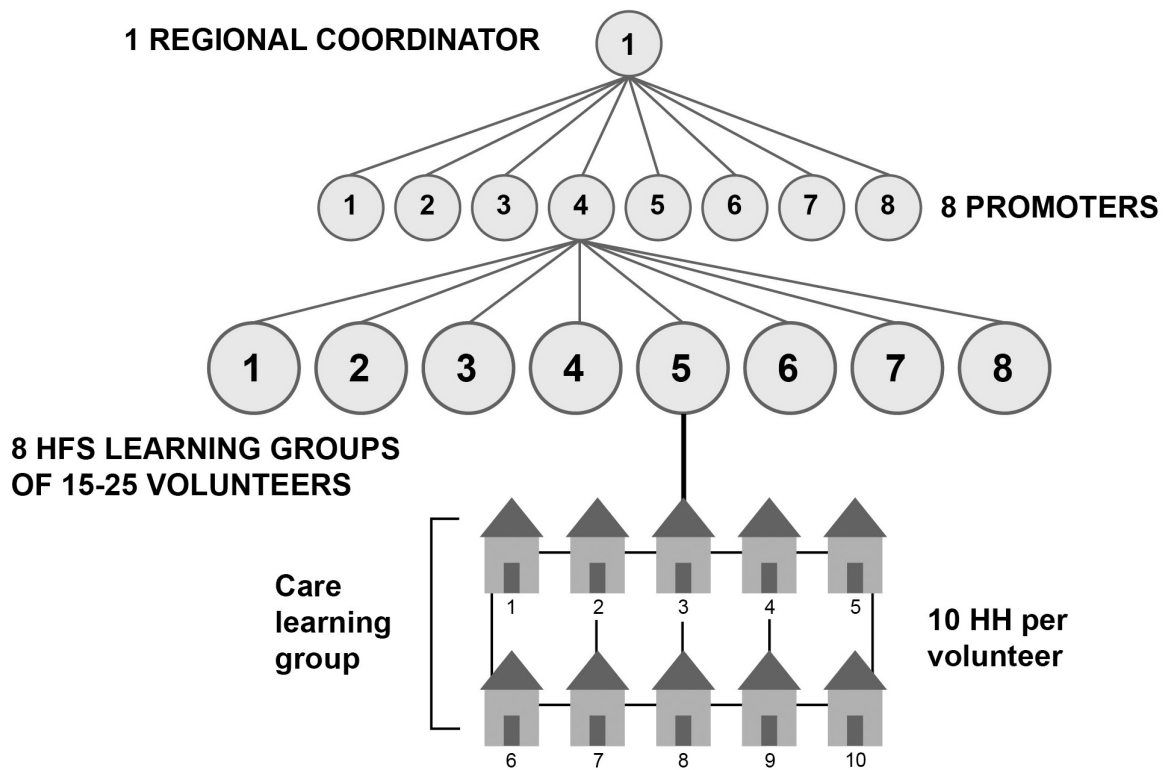 1 REGIONAL COORDINATOR
1
1 2 3 4 5 6 7 8
8 PROMOTERS
1 2 3 4 5 6 7 8
8 HFS LEARNING GROUPS
OF 15-25 VOLUNTEERS
Care
learning
group
1 2 3 4 5
10 HH per
volunteer
6 7 8 9 10